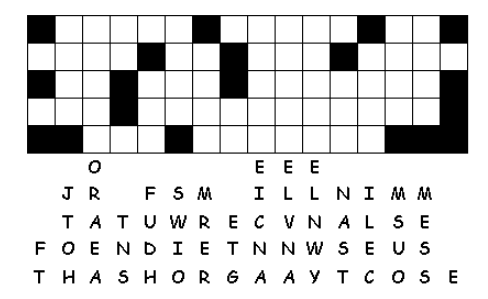 O E E E
J R F S M I L L N I M M
T A T U W R E C V N A L S E
F O E N D I E T N N W S E U S
T H A S H O R G A A Y T C O S E